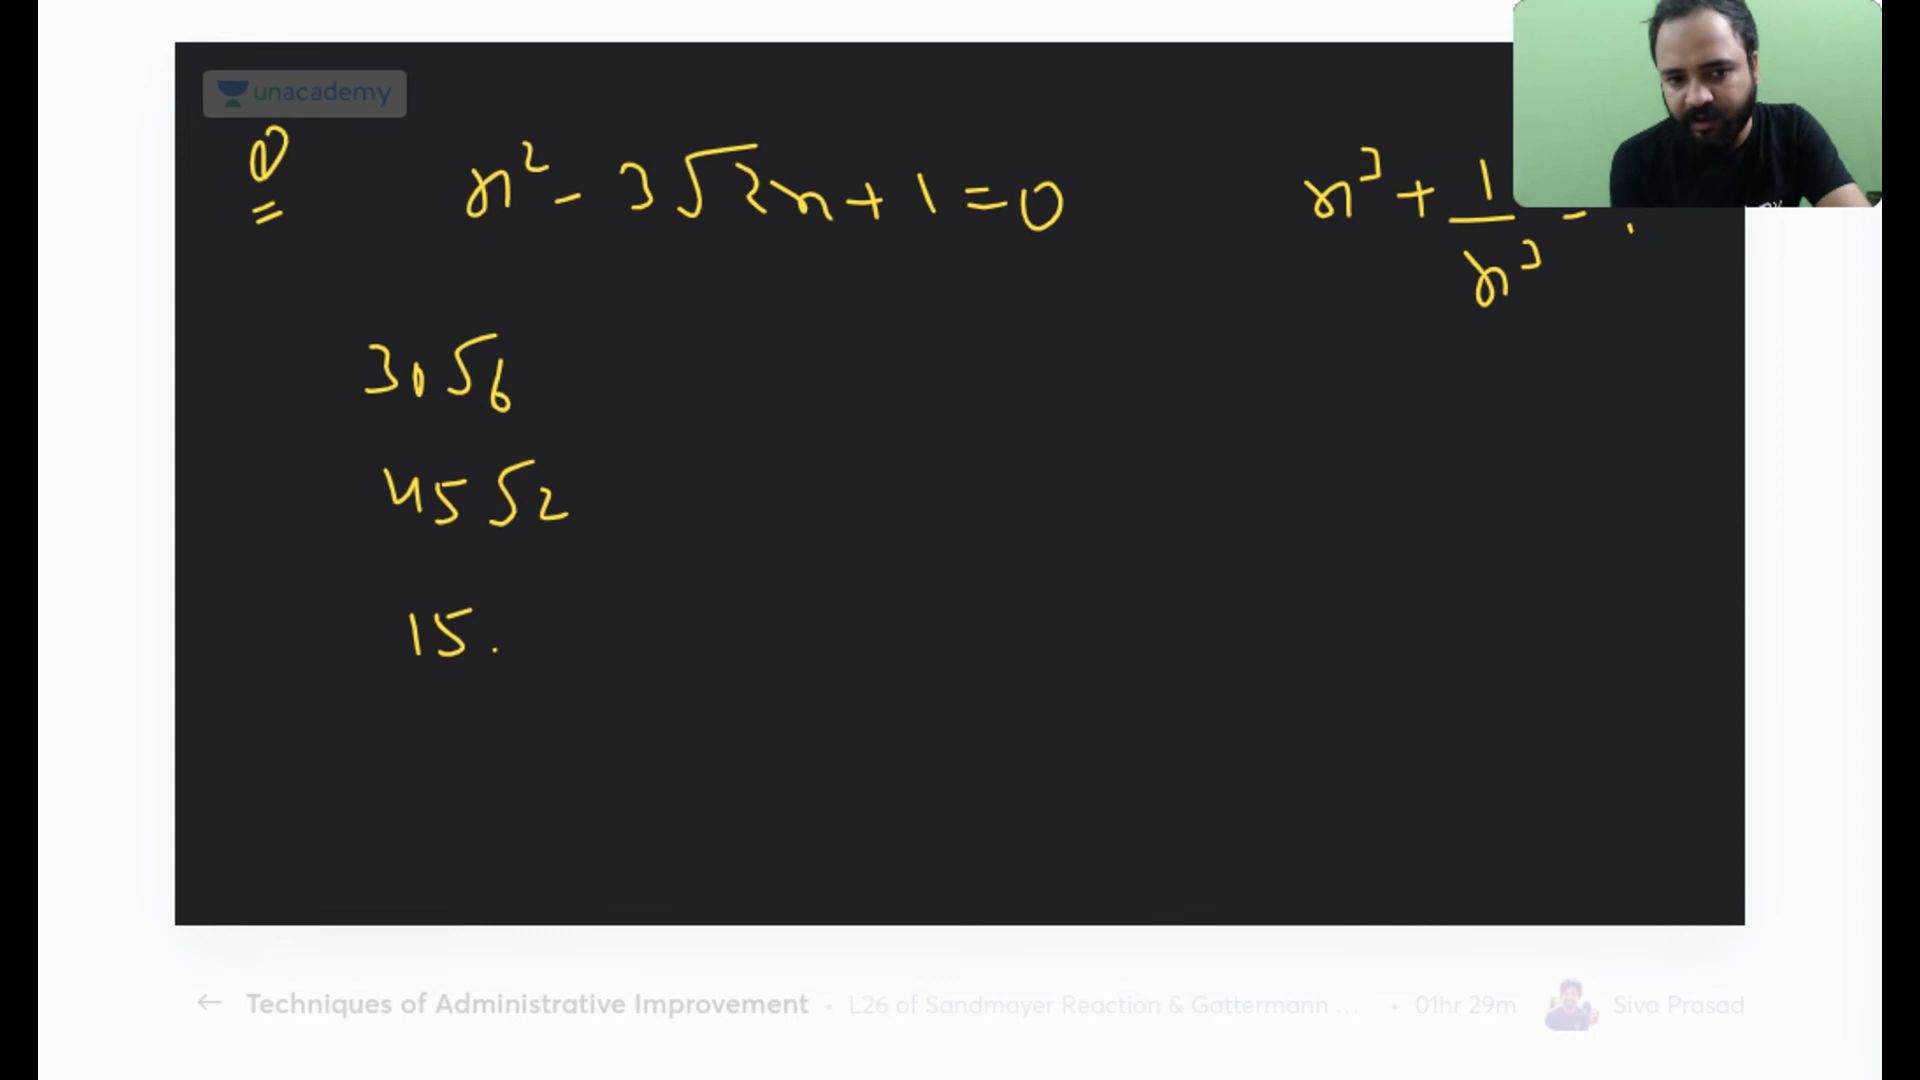 unacademy
Q x² - 3√2x + 1 = 0 x³ + 1/x³ =
30√6
45√2
15.
← Techniques of Administrative Improvement • L26 of Sandmayer Reaction & Gattermann ... • 01hr 29m Siva Prasad